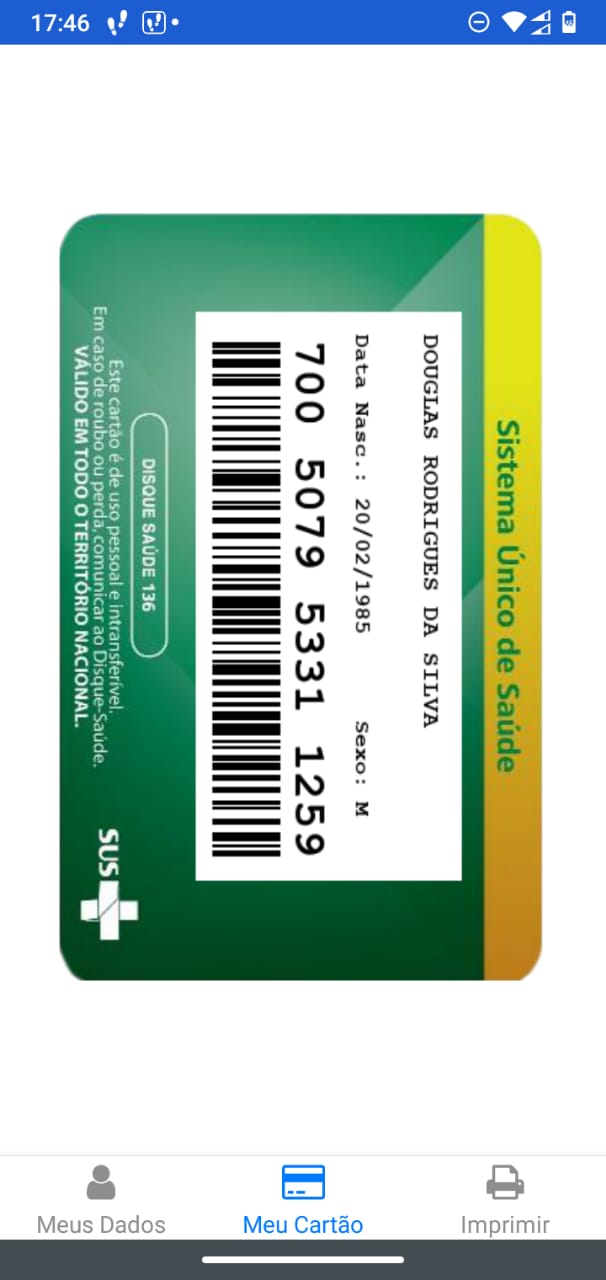 17:46
Sistema Único de Saúde
DOUGLAS RODRIGUES DA SILVA
Data Nasc.: 20/02/1985 Sexo: M
700 5079 5331 1259
DISQUE SAÚDE 136
Este cartão é de uso pessoal e intransferível.
Em caso de roubo ou perda, comunicar ao Disque-Saúde.
VÁLIDO EM TODO O TERRITÓRIO NACIONAL.
SUS
Meus Dados
Meu Cartão
Imprimir